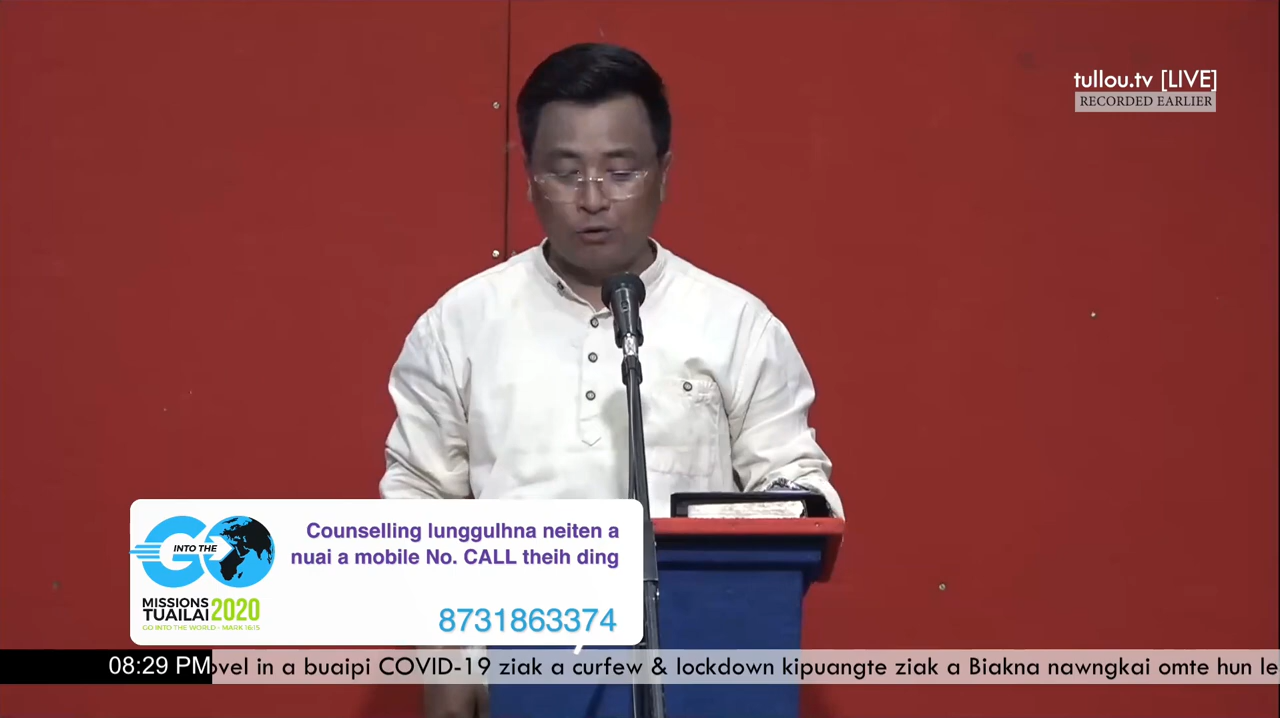 tullou.tv [LIVE]
RECORDED EARLIER
Counselling lunggulhna neiten a
nuai a mobile No. CALL theih ding
8731863374
GO
INTO THE
MISSIONS
TUAILAI 2020
GO INTO THE WORLD - MARK 16:15
08:29 PM
ovel in a buaipi COVID-19 ziak a curfew & lockdown kipuangte ziak a Biakna nawngkai omte hun le